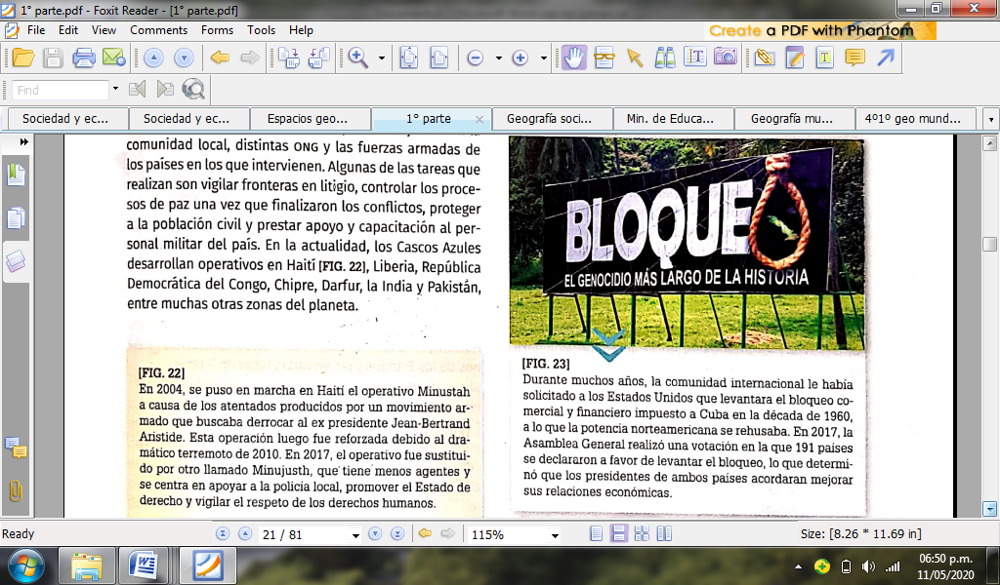 1° parte.pdf - Foxit Reader - [1° parte.pdf]
File Edit View Comments Forms Tools Help
Create a PDF with Phantom
Find
Sociedad y ec... Sociedad y ec... Espacios geo... 1° parte Geografía soci... Min. de Educa... Geografía mu... 4º1º geo mund...
comunidad local, distintas ONG y las fuerzas armadas de
los países en los que intervienen. Algunas de las tareas que
realizan son vigilar fronteras en litigio, controlar los proce-
sos de paz una vez que finalizaron los conflictos, proteger
a la población civil y prestar apoyo y capacitación al per-
sonal militar del país. En la actualidad, los Cascos Azules
desarrollan operativos en Haití [FIG. 22], Liberia, República
Democrática del Congo, Chipre, Darfur, la India y Pakistán,
entre muchas otras zonas del planeta.
[FIG. 22]
En 2004, se puso en marcha en Haití el operativo Minustah
a causa de los atentados producidos por un movimiento ar-
mado que buscaba derrocar al ex presidente Jean-Bertrand
Aristide. Esta operación luego fue reforzada debido al dra-
mático terremoto de 2010. En 2017, el operativo fue sustitui-
do por otro llamado Minujusth, que tiene menos agentes y
se centra en apoyar a la policía local, promover el Estado de
derecho y vigilar el respeto de los derechos humanos.
BLOQUEO
EL GENOCIDIO MÁS LARGO DE LA HISTORIA
[FIG. 23]
Durante muchos años, la comunidad internacional le había
solicitado a los Estados Unidos que levantara el bloqueo co-
mercial y financiero impuesto a Cuba en la década de 1960,
a lo que la potencia norteamericana se rehusaba. En 2017, la
Asamblea General realizó una votación en la que 191 países
se declararon a favor de levantar el bloqueo, lo que determi-
nó que los presidentes de ambos países acordaran mejorar
sus relaciones económicas.
Ready
21 / 81
115%
Size: [8.26 * 11.69 in]
06:50 p.m.
11/05/2020